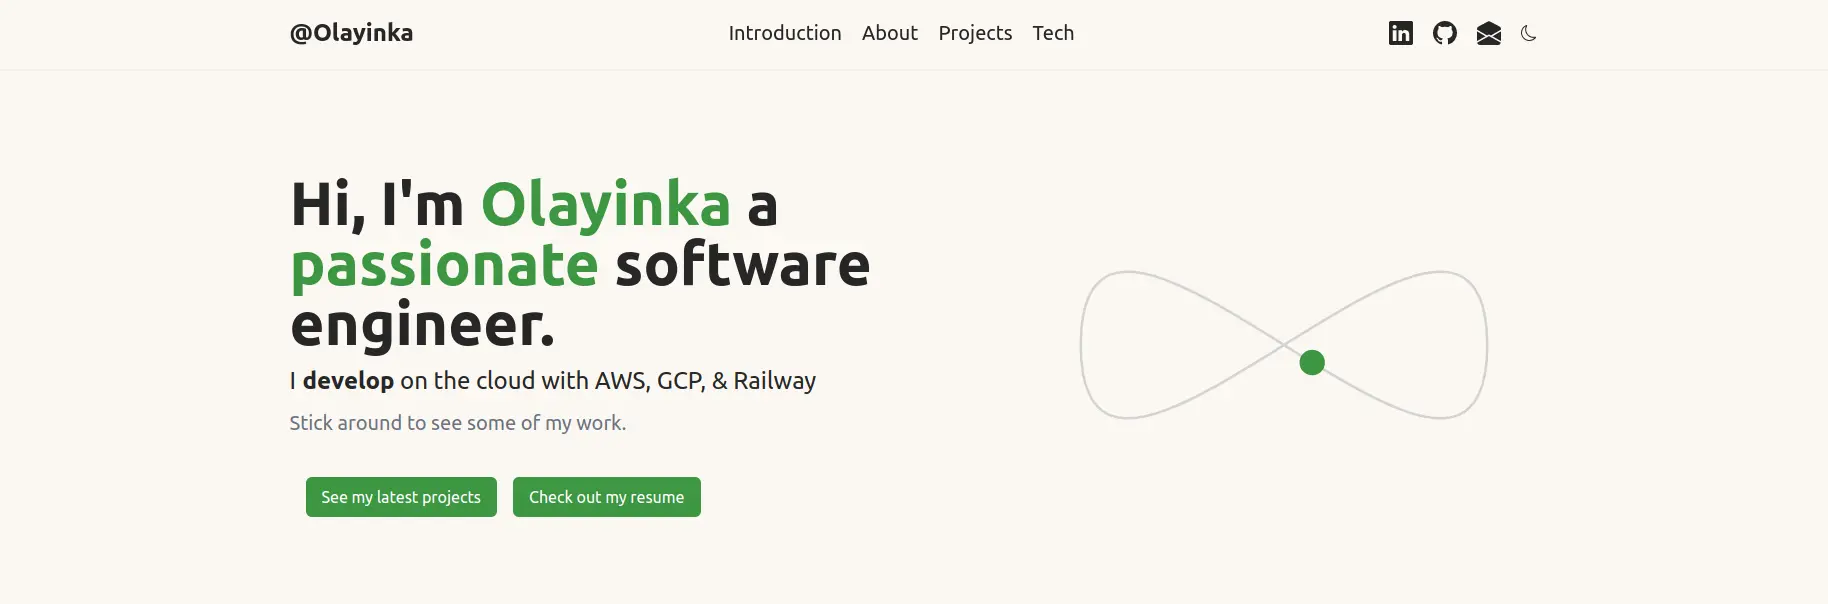 @Olayinka
Introduction About Projects Tech
Hi, I'm Olayinka a
passionate software
engineer.
I develop on the cloud with AWS, GCP, & Railway
Stick around to see some of my work.
See my latest projects
Check out my resume